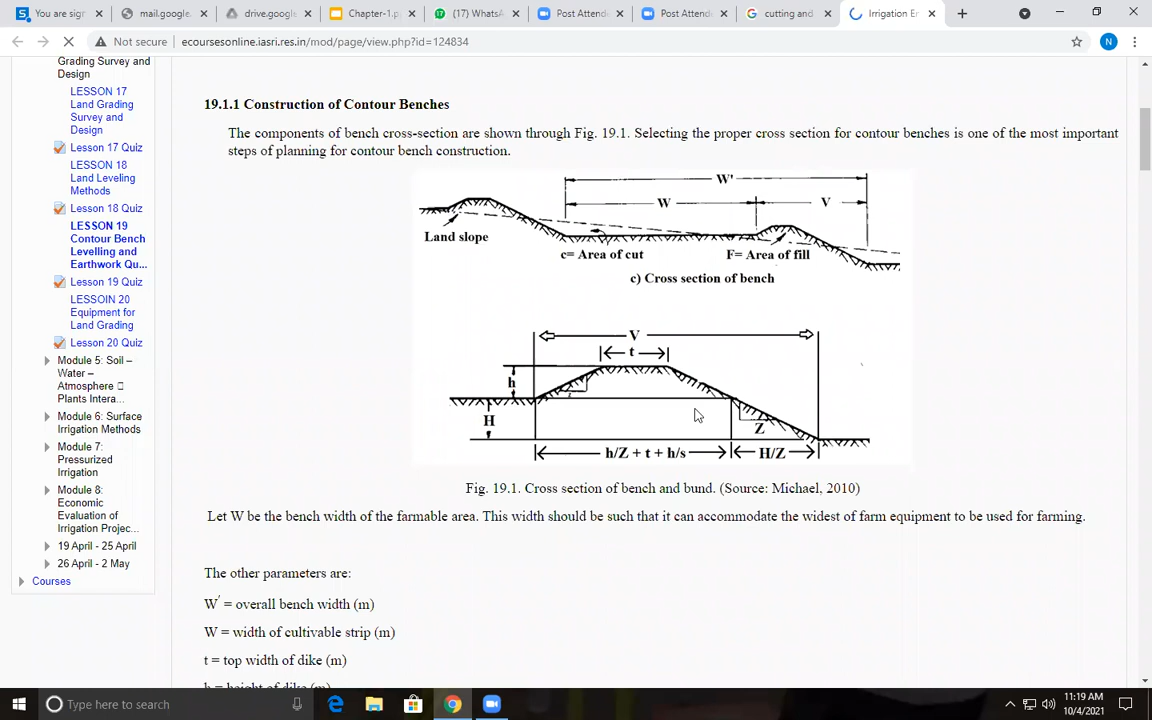 You are sign
mail.google.
drive.google.
Chapter-1.p
(17) WhatsA
Post Attende
Post Attende
cutting and
Irrigation En
Not secure
ecoursesonline.iasri.res.in/mod/page/view.php?id=124834
N
Grading Survey and
Design
LESSON 17
Land Grading
Survey and
Design
Lesson 17 Quiz
LESSON 18
Land Leveling
Methods
Lesson 18 Quiz
LESSON 19
Contour Bench
Levelling and
Earthwork Qu...
Lesson 19 Quiz
LESSOIN 20
Equipment for
Land Grading
Lesson 20 Quiz
Module 5: Soil –
Water –
Atmosphere
Plants Intera...
Module 6: Surface
Irrigation Methods
Module 7:
Pressurized
Irrigation
Module 8:
Economic
Evaluation of
Irrigation Projec...
19 April - 25 April
26 April - 2 May
Courses
19.1.1 Construction of Contour Benches
The components of bench cross-section are shown through Fig. 19.1. Selecting the proper cross section for contour benches is one of the most important
steps of planning for contour bench construction.
W'
W
V
Land slope
c= Area of cut
F= Area of fill
c) Cross section of bench
V
t
h
H
Z
h/Z + t + h/s
H/Z
Fig. 19.1. Cross section of bench and bund. (Source: Michael, 2010)
Let W be the bench width of the farmable area. This width should be such that it can accommodate the widest of farm equipment to be used for farming.
The other parameters are:
W' = overall bench width (m)
W = width of cultivable strip (m)
t = top width of dike (m)
h = height of dike (m)
Type here to search
11:19 AM
10/4/2021